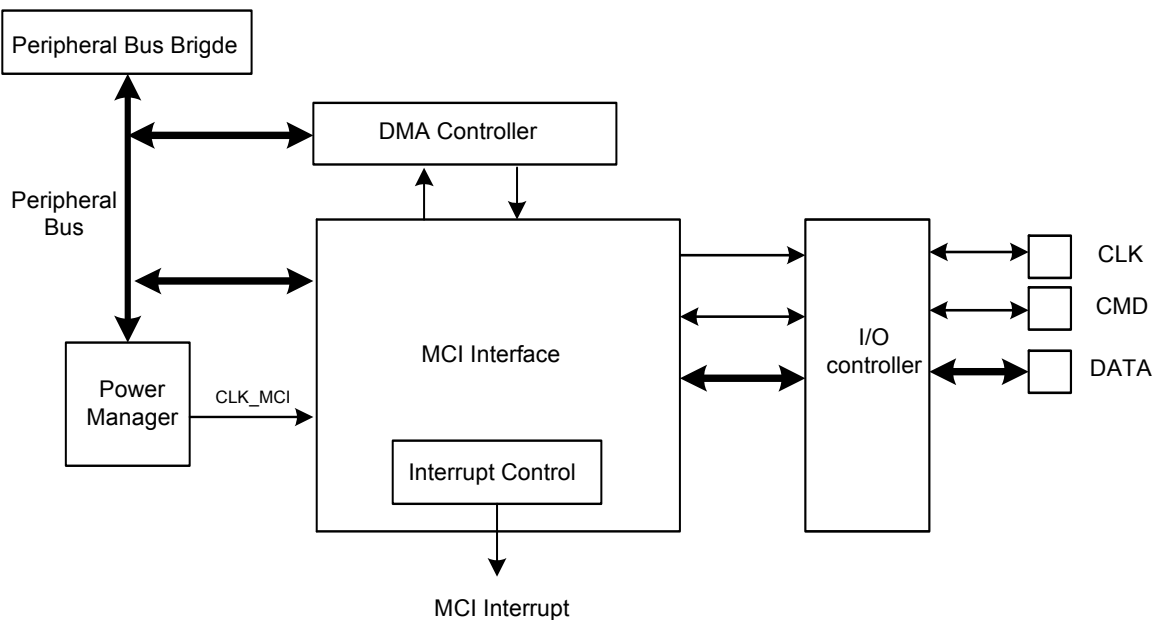 Peripheral Bus Brigde
DMA Controller
Peripheral
Bus
CLK
CMD
DATA
I/O
controller
MCI Interface
Power
Manager
CLK_MCI
Interrupt Control
MCI Interrupt